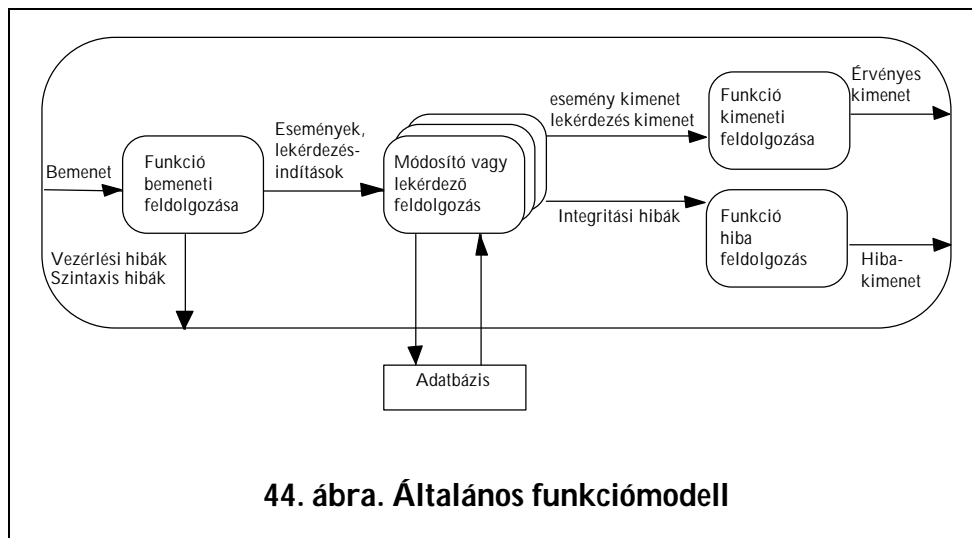 Bemenet
Funkció
bemeneti
feldolgozása
Események,
lekérdezés-
indítások
Módosító vagy
lekérdező
feldolgozás
esemény kimenet
lekérdezés kimenet
Funkció
kimeneti
feldolgozása
Érvényes
kimenet
Integritási hibák
Funkció
hiba
feldolgozás
Hiba-
kimenet
Vezérlési hibák
Szintaxis hibák
Adatbázis
44. ábra. Általános funkciómodell